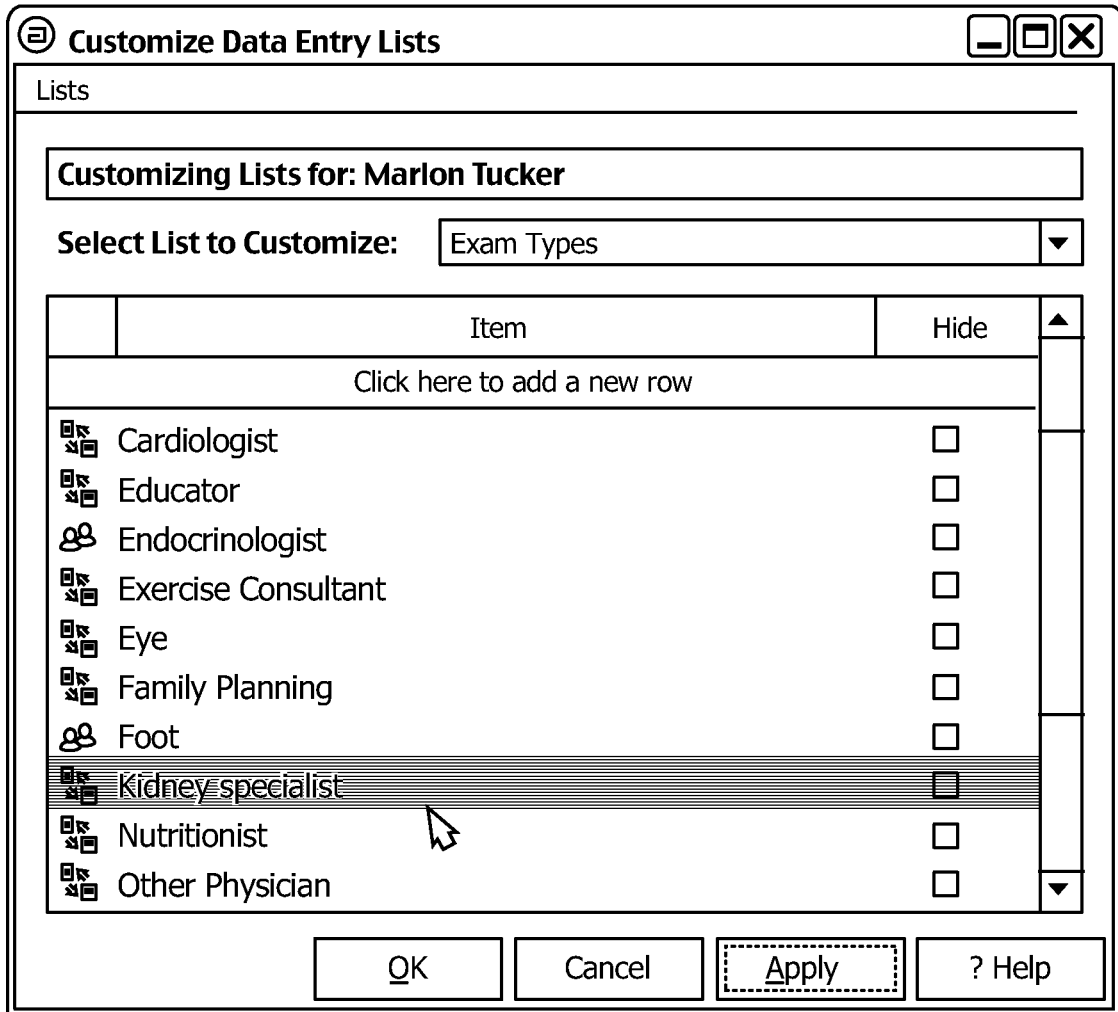 Customize Data Entry Lists
Lists
Customizing Lists for: Marlon Tucker
Select List to Customize: Exam Types
Item Hide
Click here to add a new row
Cardiologist
Educator
Endocrinologist
Exercise Consultant
Eye
Family Planning
Foot
Kidney specialist
Nutritionist
Other Physician
OK Cancel Apply ? Help